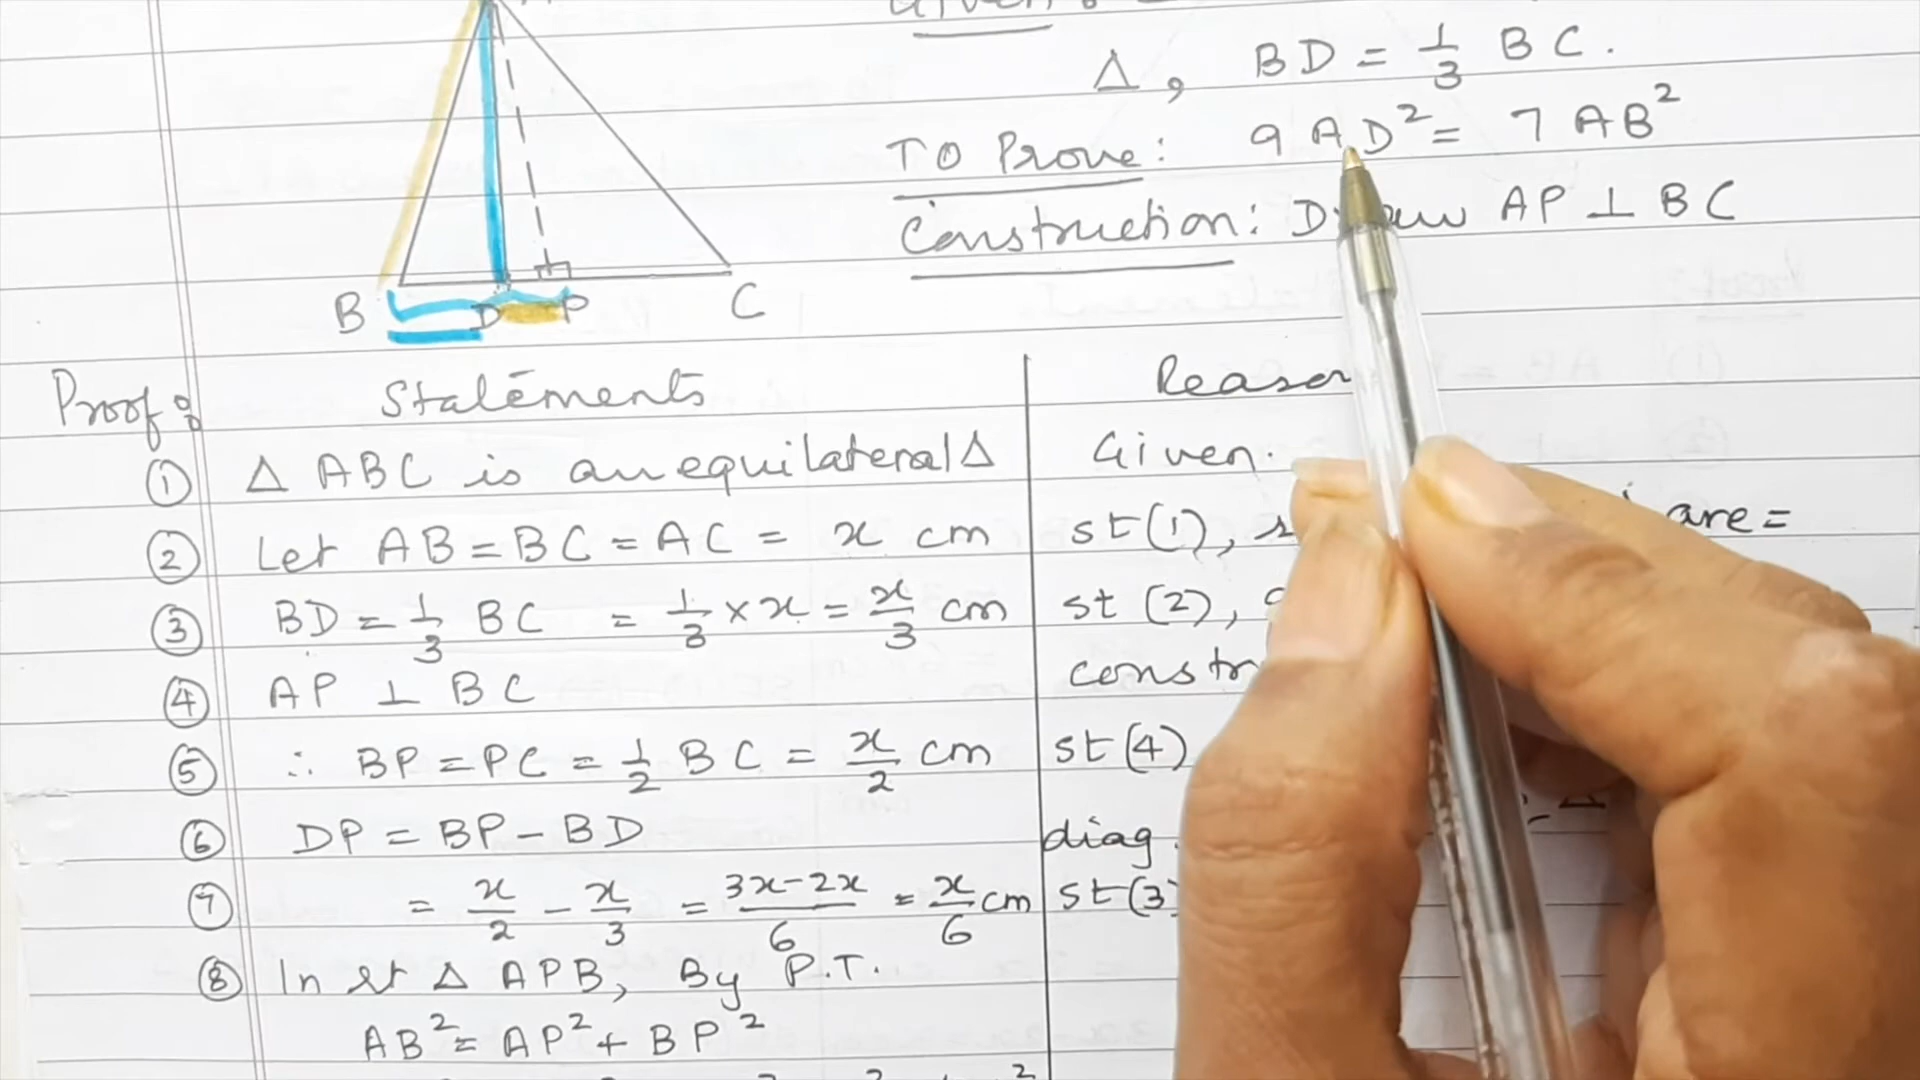 Δ, BD = 1/3 BC.
TO Prove: 9 AD² = 7 AB²
Construction: Draw AP ⊥ BC
B D P C
Proof: Statements Reason
① Δ ABC is an equilateral Δ Given.
② Let AB = BC = AC = x cm st (1), are =
③ BD = 1/3 BC = 1/3 × x = x/3 cm st (2),
④ AP ⊥ BC constr
⑤ ∴ BP = PC = 1/2 BC = x/2 cm st (4)
⑥ DP = BP – BD diag.
⑦ = x/2 – x/3 = 3x–2x/6 = x/6 cm st (3)
⑧ In rt Δ APB, By P.T.
AB² = AP² + BP²